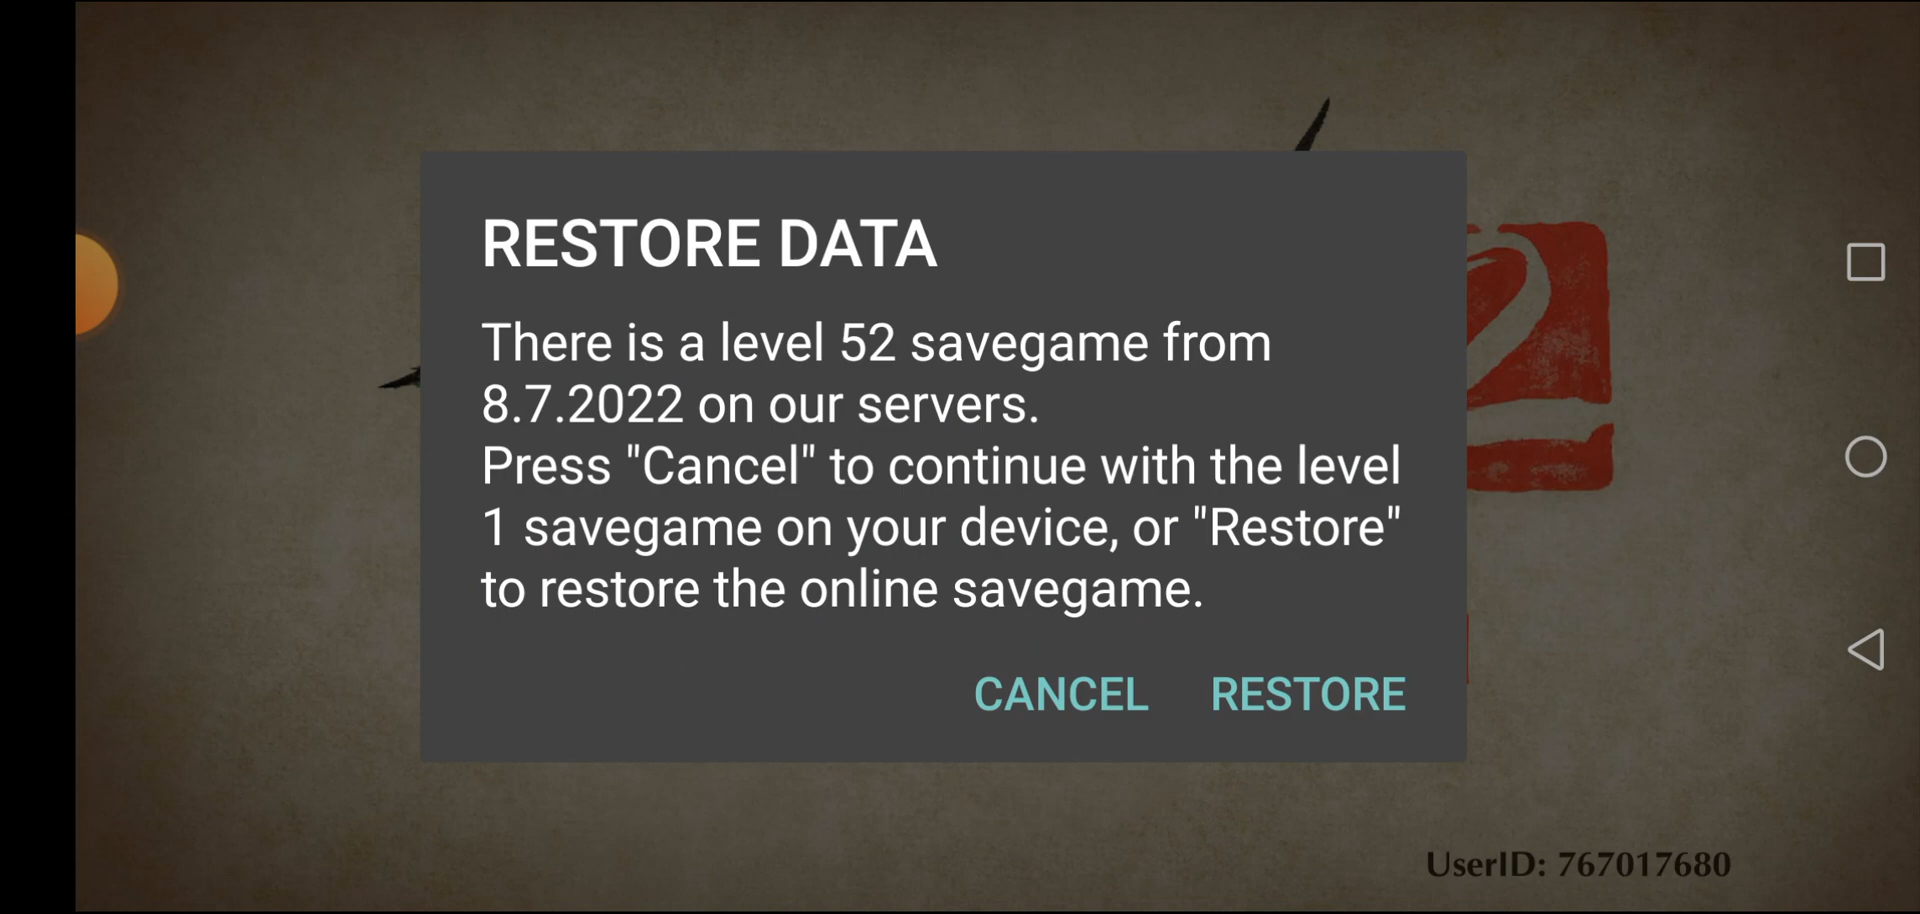 RESTORE DATA
There is a level 52 savegame from
8.7.2022 on our servers.
Press "Cancel" to continue with the level
1 savegame on your device, or "Restore"
to restore the online savegame.
CANCEL RESTORE
2
UserID: 767017680